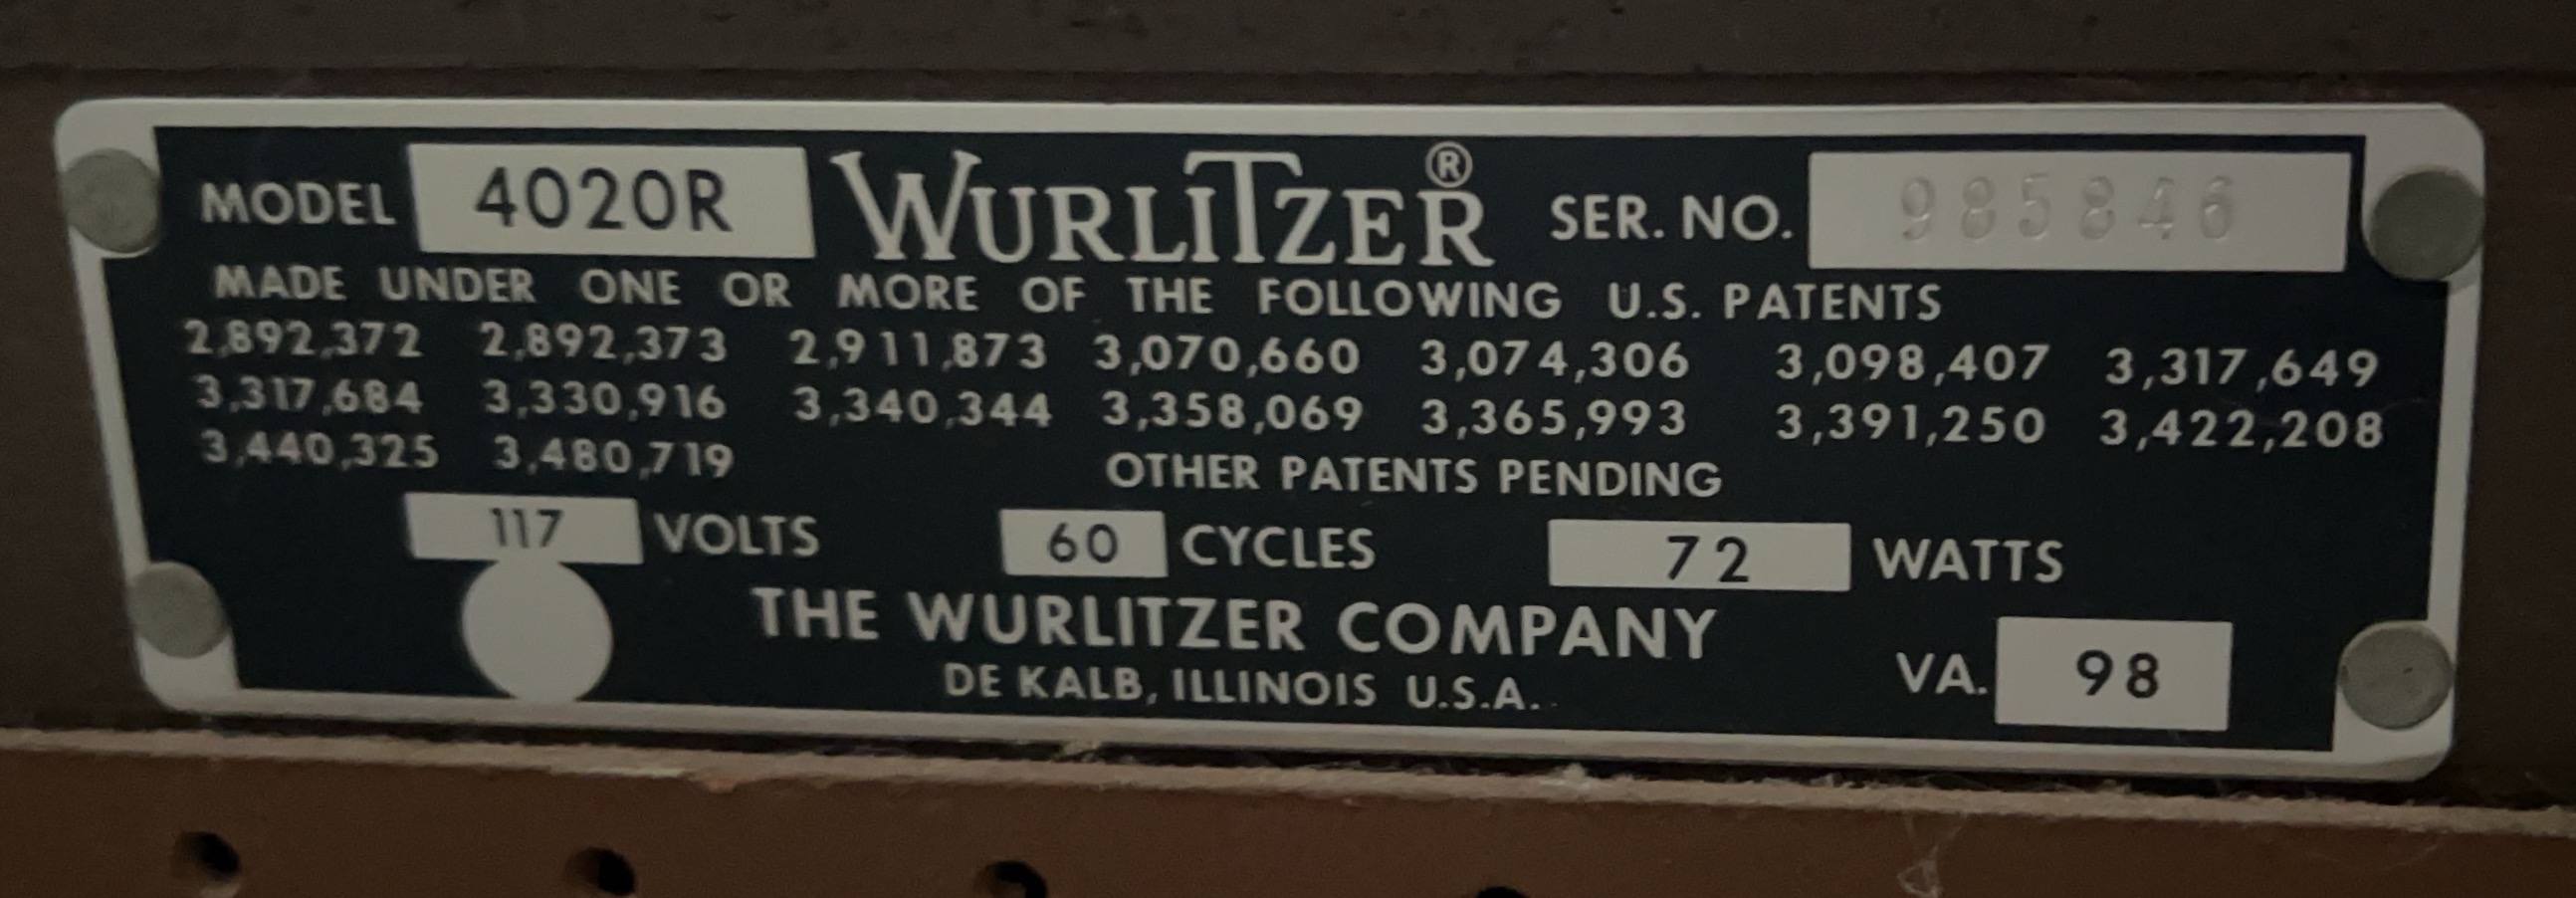 MODEL 4020R WURLITZER® SER. NO. 985846
MADE UNDER ONE OR MORE OF THE FOLLOWING U.S. PATENTS
2,892,372 2,892,373 2,911,873 3,070,660 3,074,306 3,098,407 3,317,649
3,317,684 3,330,916 3,340,344 3,358,069 3,365,993 3,391,250 3,422,208
3,440,325 3,480,719 OTHER PATENTS PENDING
117 VOLTS 60 CYCLES 72 WATTS
THE WURLITZER COMPANY
DE KALB, ILLINOIS U.S.A. VA. 98